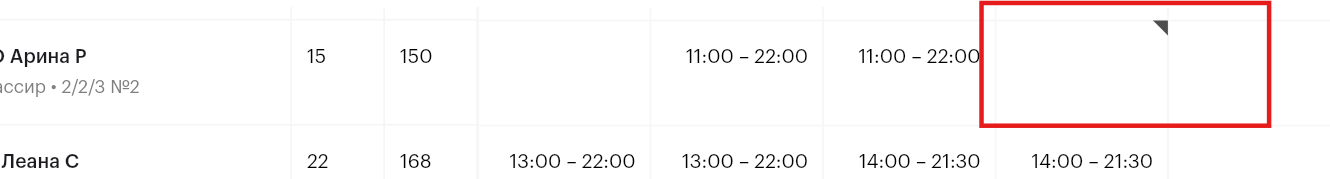 Арина Р 15 150 11:00 – 22:00 11:00 – 22:00
ассир • 2/2/3 №2
Леана С 22 168 13:00 – 22:00 13:00 – 22:00 14:00 – 21:30 14:00 – 21:30